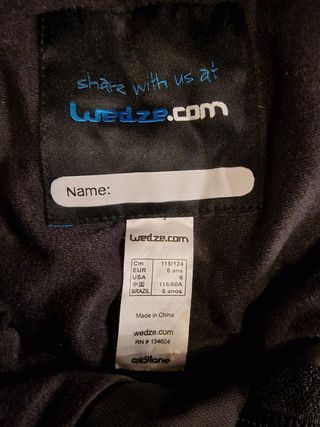 share with us at
wedze.com
Name:
wedze.com
Cm 115/124
EUR 6 ans
USA 6
中国 116/60A
BRAZIL 6 anos
Made in China
wedze.com
RN # 134604
oxylane